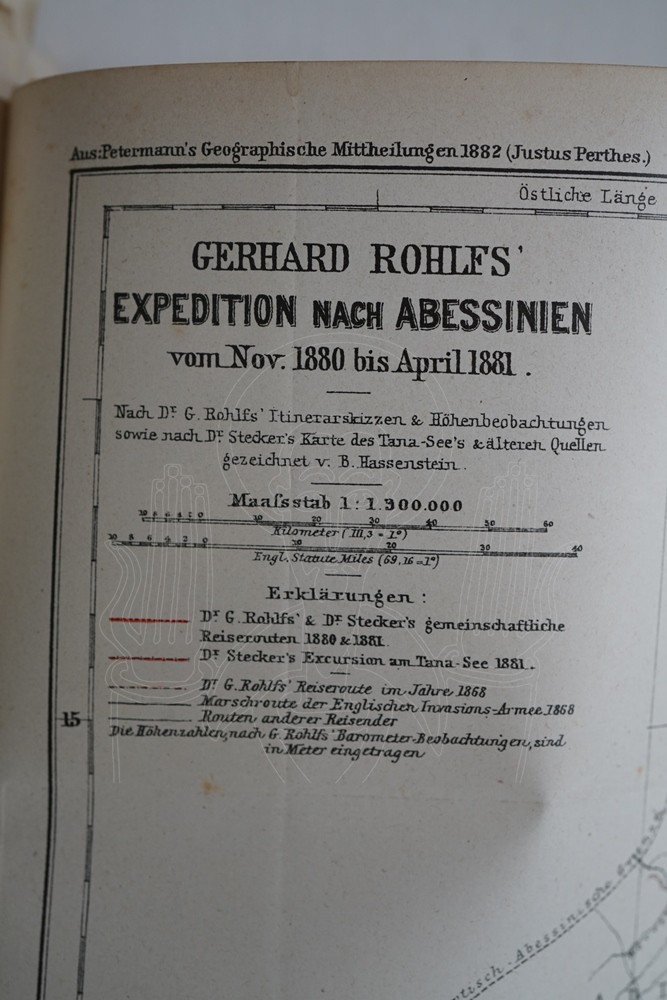 Aus: Petermann's Geographische Mittheilungen 1882 (Justus Perthes.)
Östliche Länge
GERHARD ROHLFS'
EXPEDITION NACH ABESSINIEN
vom Nov. 1880 bis April 1881.
Nach Dr. G. Rohlfs' Itinerarskizzen & Höhenbeobachtungen
sowie nach Dr. Stecker's Karte des Tana-See's & älteren Quellen
gezeichnet v. B. Hassenstein.
Maafsstab 1:1.300.000
10 8 6 4 2 0 10 20 30 40 50 60
Kilometer (111,3 = 1°)
10 8 6 4 2 0 10 20 30 40
Engl. Statute Miles (69,16 = 1°)
Erklärungen:
Dr. G. Rohlfs' & Dr. Stecker's gemeinschaftliche
Reiserouten 1880 & 1881.
Dr. Stecker's Excursion am Tana-See 1881.
Dr. G. Rohlfs' Reiseroute im Jahre 1868
Marschroute der Englischen Invasions-Armee 1868
15 Routen anderer Reisender
Die Höhenzahlen, nach G. Rohlfs' Barometer-Beobachtungen, sind
in Meter eingetragen
tisch-Abessinische Grenze